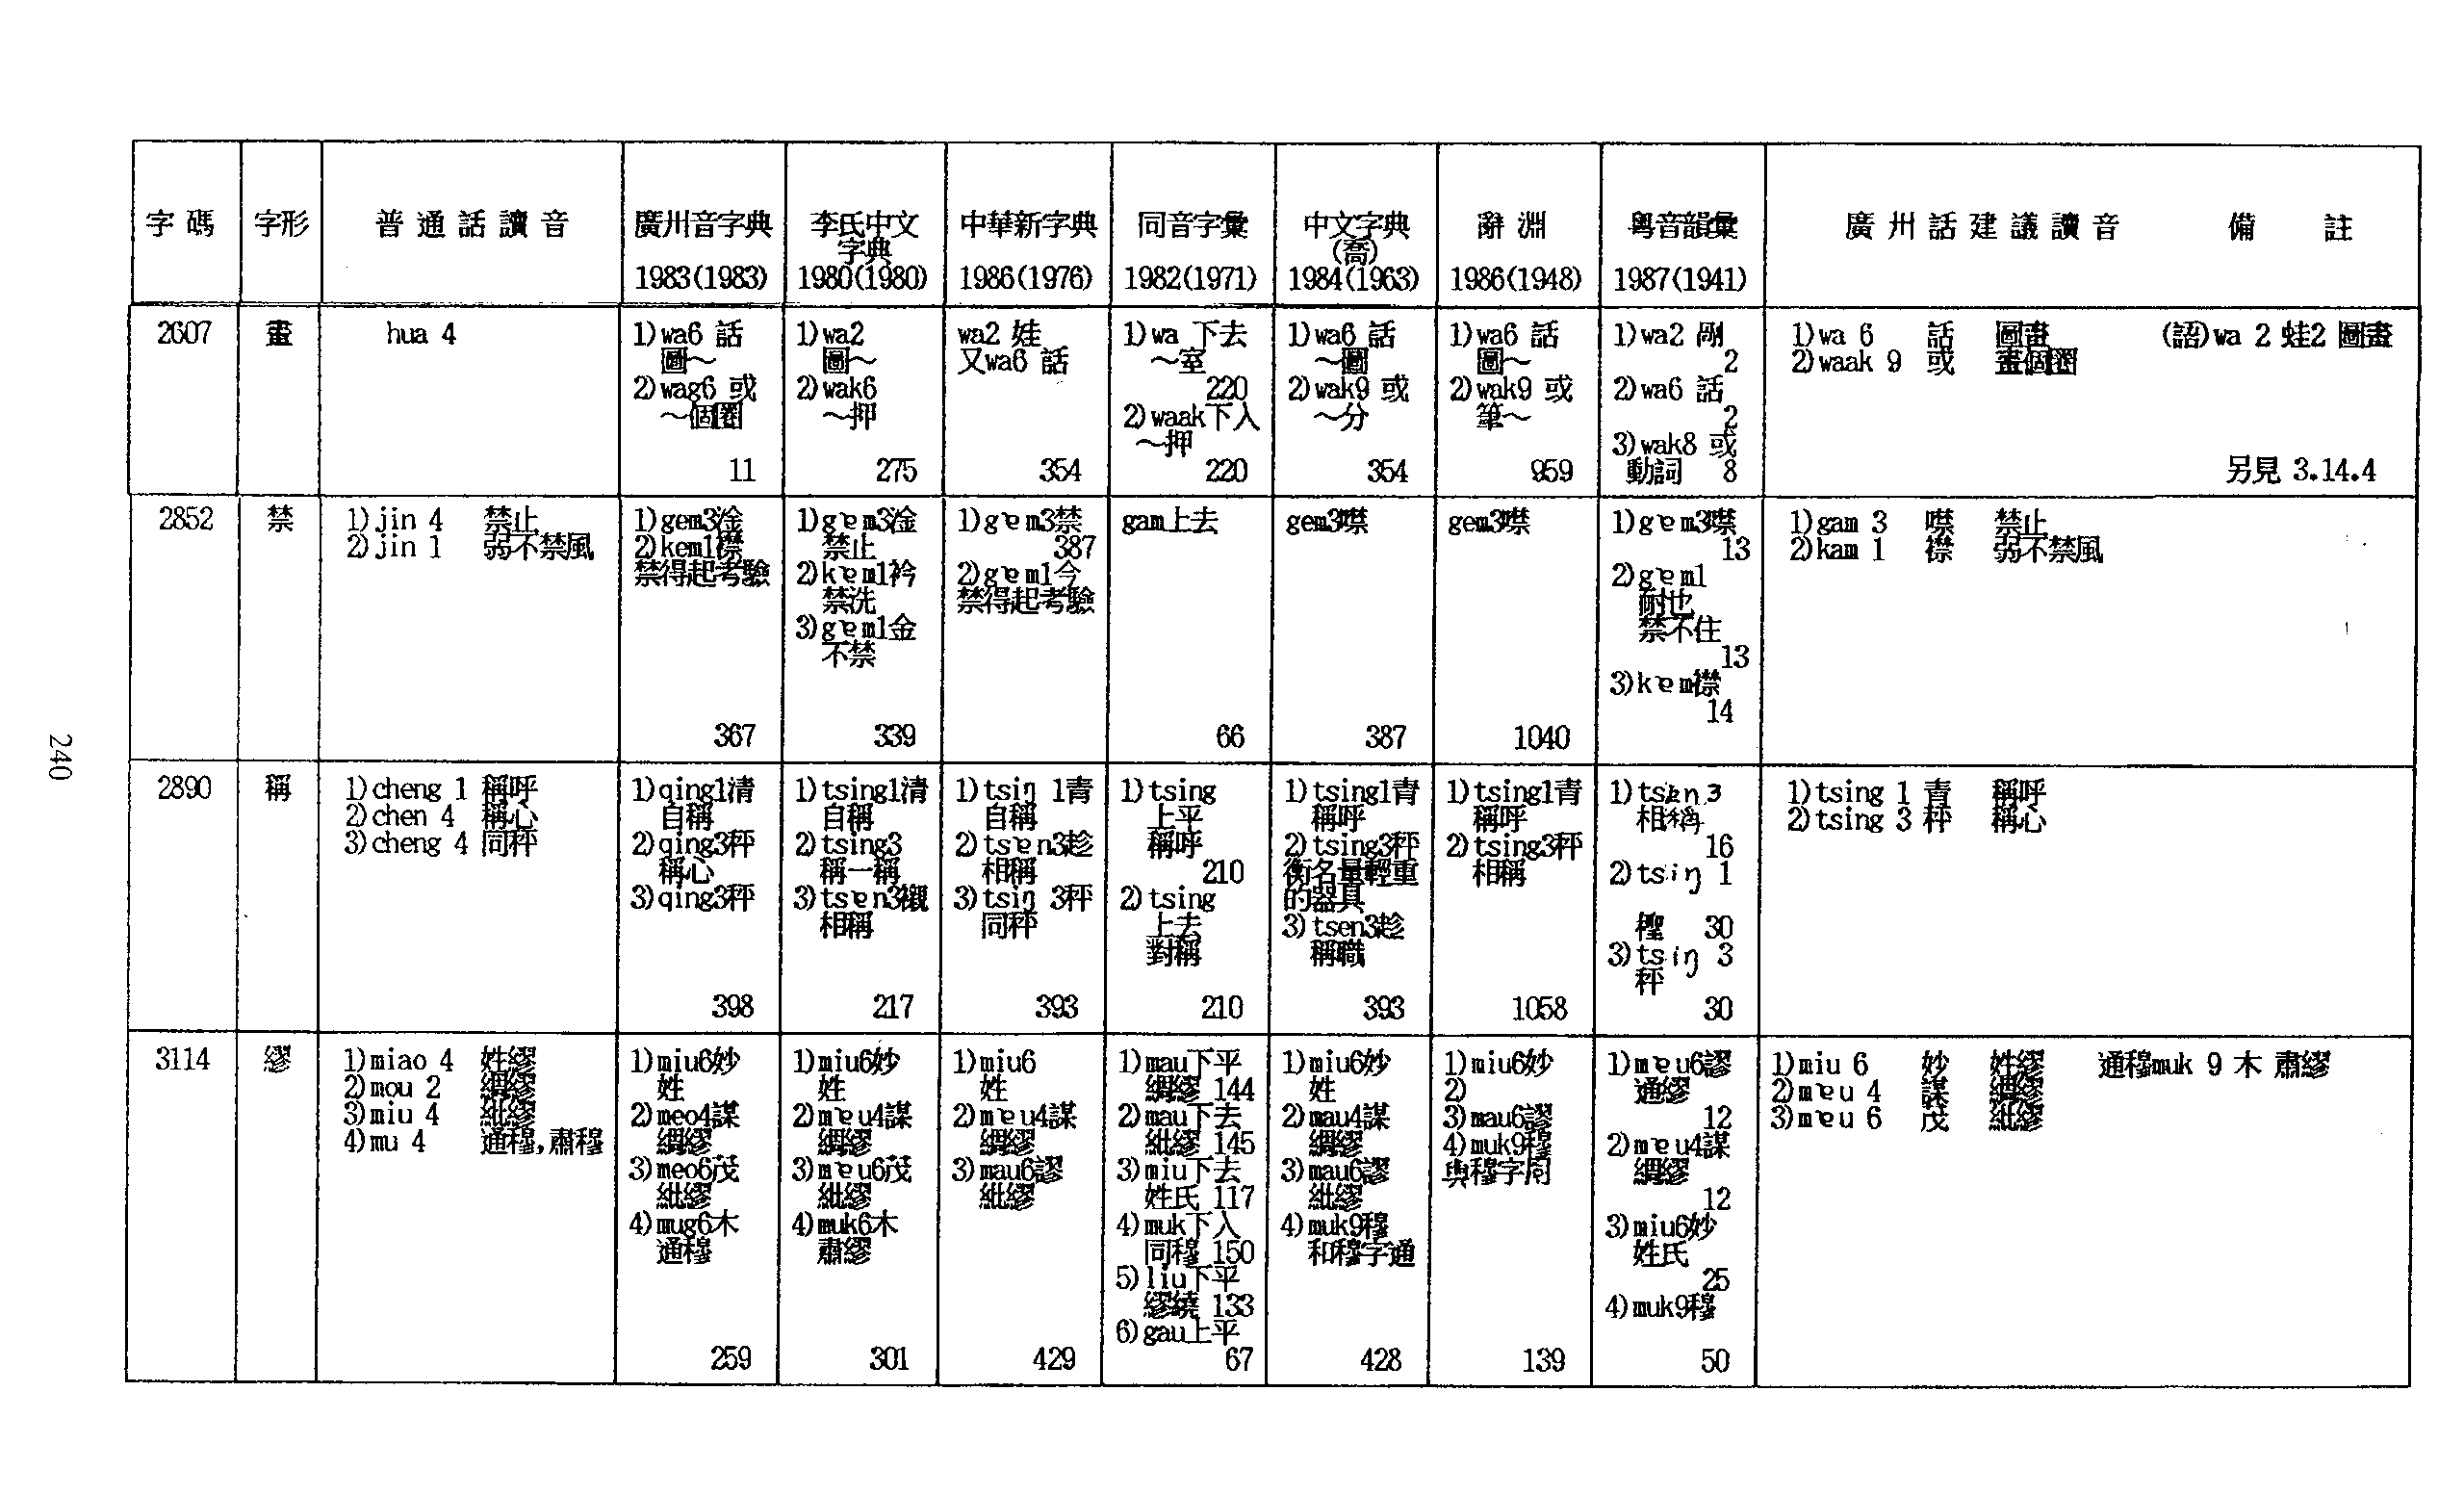 字碼 字形 普通話讀音 廣州音字典 李氏中文 中華新字典 同音字彙 中文字典 辭淵 粵音韻彙 廣州話建議讀音 備註
字典 (喬)
1983(1983) 1980(1980) 1986(1976) 1982(1971) 1984(1963) 1986(1948) 1987(1941)
2607
畫
hua 4
1)wa6 話
圖～
2)wag6 或
～個圈
11
1)wa2
圖～
2)wak6
～押
275
wa2 娃
又wa6 話
354
1)wa 下去
～室
220
2)waak下入
～押
220
1)wa6 話
～圖
2)wak9 或
～分
354
1)wa6 話
圖～
2)wak9 或
筆～
959
1)wa2
2
2)wa6 話
2
3)wak8 或
動詞 8
1)wa 6 話 圖畫 (語)wa 2 蛙2 圖畫
2)waak 9 或 畫個圈
另見 3.14.4
2852
禁
1)jin 4 禁止
2)jin 1 弱不禁風
1)gem3淦
2)kem1襟
禁得起考驗
367
1)gɐm3淦
禁止
2)kɐm1衿
禁洗
3)gɐm1金
不禁
339
1)gɐm3禁
387
2)gɐm1今
禁得起考驗
gam上去
66
gem3噤
387
gem3噤
1040
1)gɐm3噤
13
2)gɐm1
耐也
禁不住
13
3)kɐm襟
14
1)gam 3 噤 禁止
2)kam 1 襟 弱不禁風
2890
稱
1)cheng 1 稱呼
2)chen 4 稱心
3)cheng 4 同秤
1)qing1清
自稱
2)qing3秤
稱心
3)qing3秤
398
1)tsing1清
自稱
2)tsing3
稱一稱
3)tsɐn3襯
相稱
217
1)tsiŋ 1青
自稱
2)tsɐn3趁
相稱
3)tsiŋ 3秤
同秤
393
1)tsing
上平
稱呼
210
2)tsing
上去
對稱
210
1)tsing1青
稱呼
2)tsing3秤
衡名量輕重
的器具
3)tsen3趁
稱職
393
1)tsing1青
稱呼
2)tsing3秤
相稱
1058
1)tsɐn3
相稱
16
2)tsiŋ 1
檉 30
3)tsiŋ 3
秤
30
1)tsing 1 青 稱呼
2)tsing 3 秤 稱心
3114
繆
1)miao 4 姓繆
2)mou 2 綢繆
3)miu 4 紕繆
4)mu 4 通穆,肅穆
1)miu6妙
姓
2)meo4謀
綢繆
3)meo6茂
紕繆
4)mug6木
通穆
259
1)miu6妙
姓
2)mɐu4謀
綢繆
3)mɐu6茂
紕繆
4)muk6木
肅繆
301
1)miu6
姓
2)mɐu4謀
綢繆
3)mau6謬
紕繆
429
1)mau下平
綢繆 144
2)mau下去
紕繆 145
3)miu下去
姓氏 117
4)muk下入
同穆 150
5)liu下平
繆繞 133
6)gau上平
67
1)miu6妙
姓
2)mau4謀
綢繆
3)mau6謬
紕繆
4)muk9穆
和穆字通
428
1)miu6妙
2)
3)mau6謬
4)muk9穆
與穆字同
139
1)mɐu6謬
通繆
12
2)mɐu4謀
綢繆
12
3)miu6妙
姓氏
25
4)muk9穆
50
1)miu 6 妙 姓繆 通穆muk 9 木 肅繆
2)mɐu 4 謀 綢繆
3)mɐu 6 茂 紕繆
240